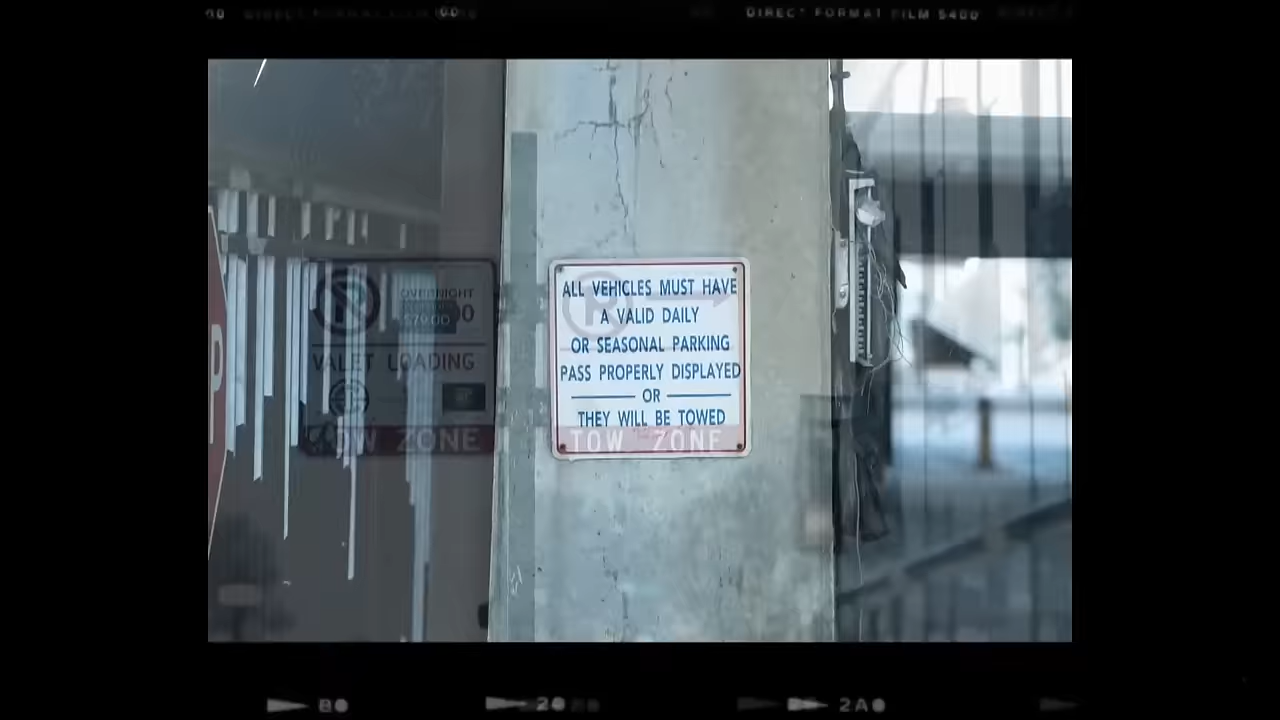 DIRECT FORMAT FILM 5400
ALL VEHICLES MUST HAVE
A VALID DAILY
OR SEASONAL PARKING
PASS PROPERLY DISPLAYED
OR
THEY WILL BE TOWED
TOW ZONE
OVERNIGHT
$79.00
VALET LOADING
TOW ZONE
P
2A